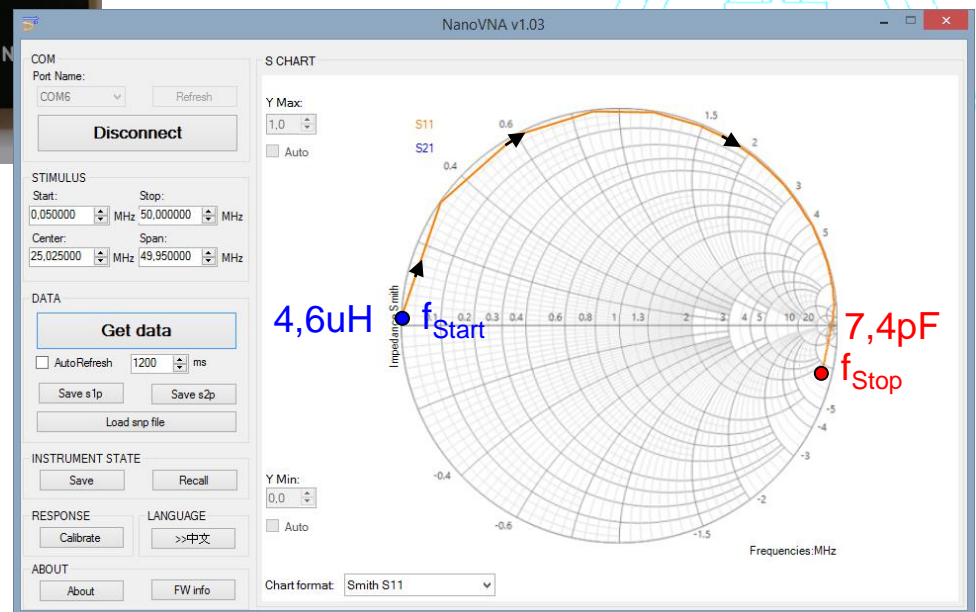 N
NanoVNA v1.03
COM
Port Name:
COM6
Refresh
Disconnect
STIMULUS
Start:
Stop:
0,050000
MHz
50,000000
MHz
Center:
Span:
25,025000
MHz
49,950000
MHz
DATA
Get data
AutoRefresh
1200
ms
Save s1p
Save s2p
Load snp file
INSTRUMENT STATE
Save
Recall
RESPONSE
Calibrate
LANGUAGE
>>中文
ABOUT
About
FW info
S CHART
Y Max:
1,0
Auto
S11
S21
0.4
0.6
1.5
2
3
4
5
4,6uH
fStart
Impedance Smith
0.1 0.2 0.3 0.4 0.6 0.8 1 1.3 2 3 4 5 10 20
7,4pF
fStop
-5
-4
-3
-2
-1.5
-0.4
-0.6
Y Min:
0,0
Auto
Frequencies:MHz
Chart format:
Smith S11